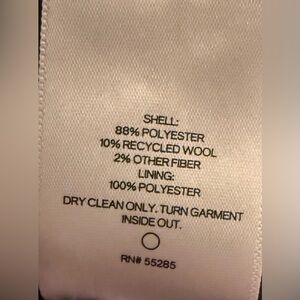 SHELL:
88% POLYESTER
10% RECYCLED WOOL
2% OTHER FIBER
LINING:
100% POLYESTER
DRY CLEAN ONLY. TURN GARMENT
INSIDE OUT.
RN# 55285